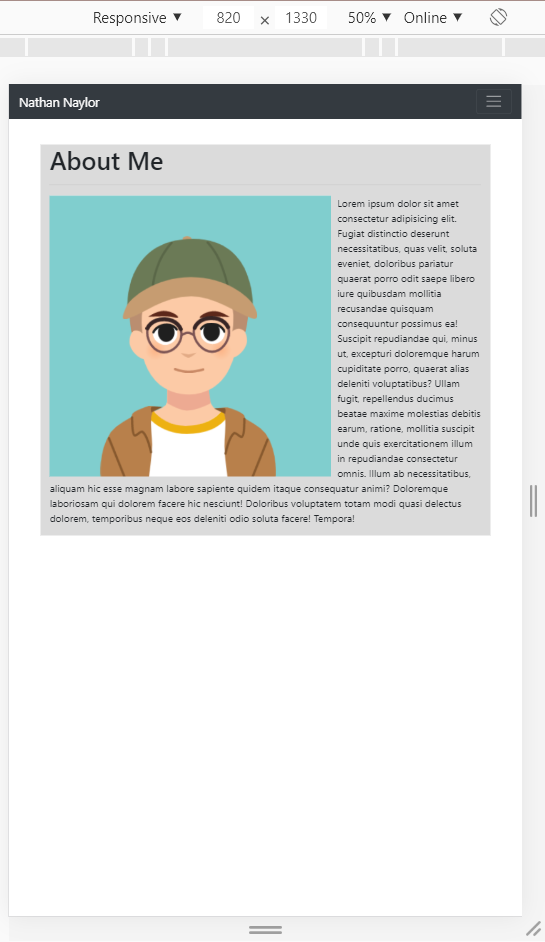 Responsive ▼ 820 × 1330 50% ▼ Online ▼
Nathan Naylor
About Me
Lorem ipsum dolor sit amet
consectetur adipisicing elit.
Fugiat distinctio deserunt
necessitatibus, quas velit, soluta
eveniet, doloribus pariatur
quaerat porro odit saepe libero
iure quibusdam mollitia
recusandae quisquam
consequuntur possimus ea!
Suscipit repudiandae qui, minus
ut, excepturi doloremque harum
cupiditate porro, quaerat alias
deleniti voluptatibus? Ullam
fugit, repellendus ducimus
beatae maxime molestias debitis
earum, ratione, mollitia suscipit
unde quis exercitationem illum
in repudiandae consectetur
omnis. Illum ab necessitatibus,
aliquam hic esse magnam labore sapiente quidem itaque consequatur animi? Doloremque
laboriosam qui dolorem facere hic nesciunt! Doloribus voluptatem totam modi quasi delectus
dolorem, temporibus neque eos deleniti odio soluta facere! Tempora!